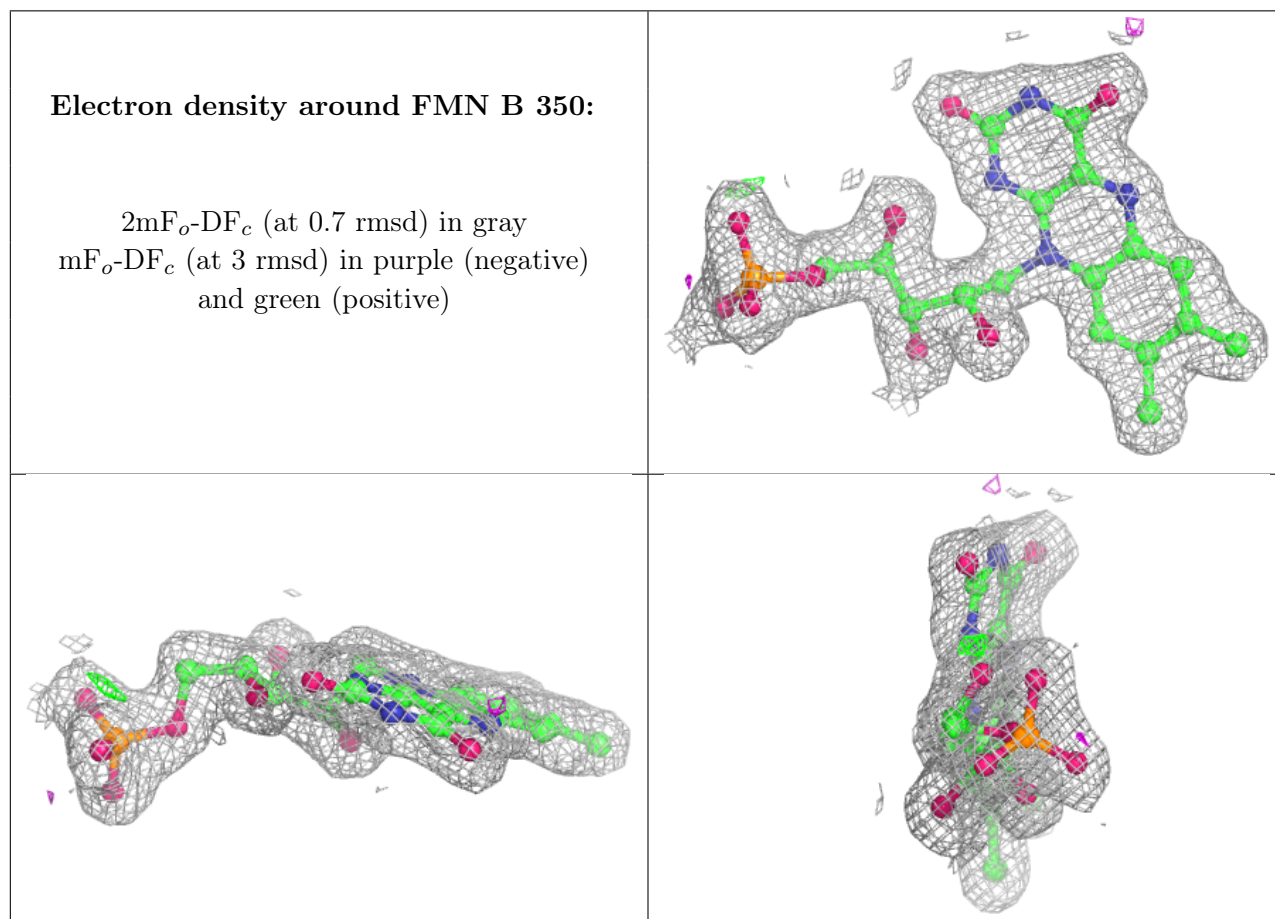 Electron density around FMN B 350:
2mFo-DFc (at 0.7 rmsd) in gray
mFo-DFc (at 3 rmsd) in purple (negative)
and green (positive)